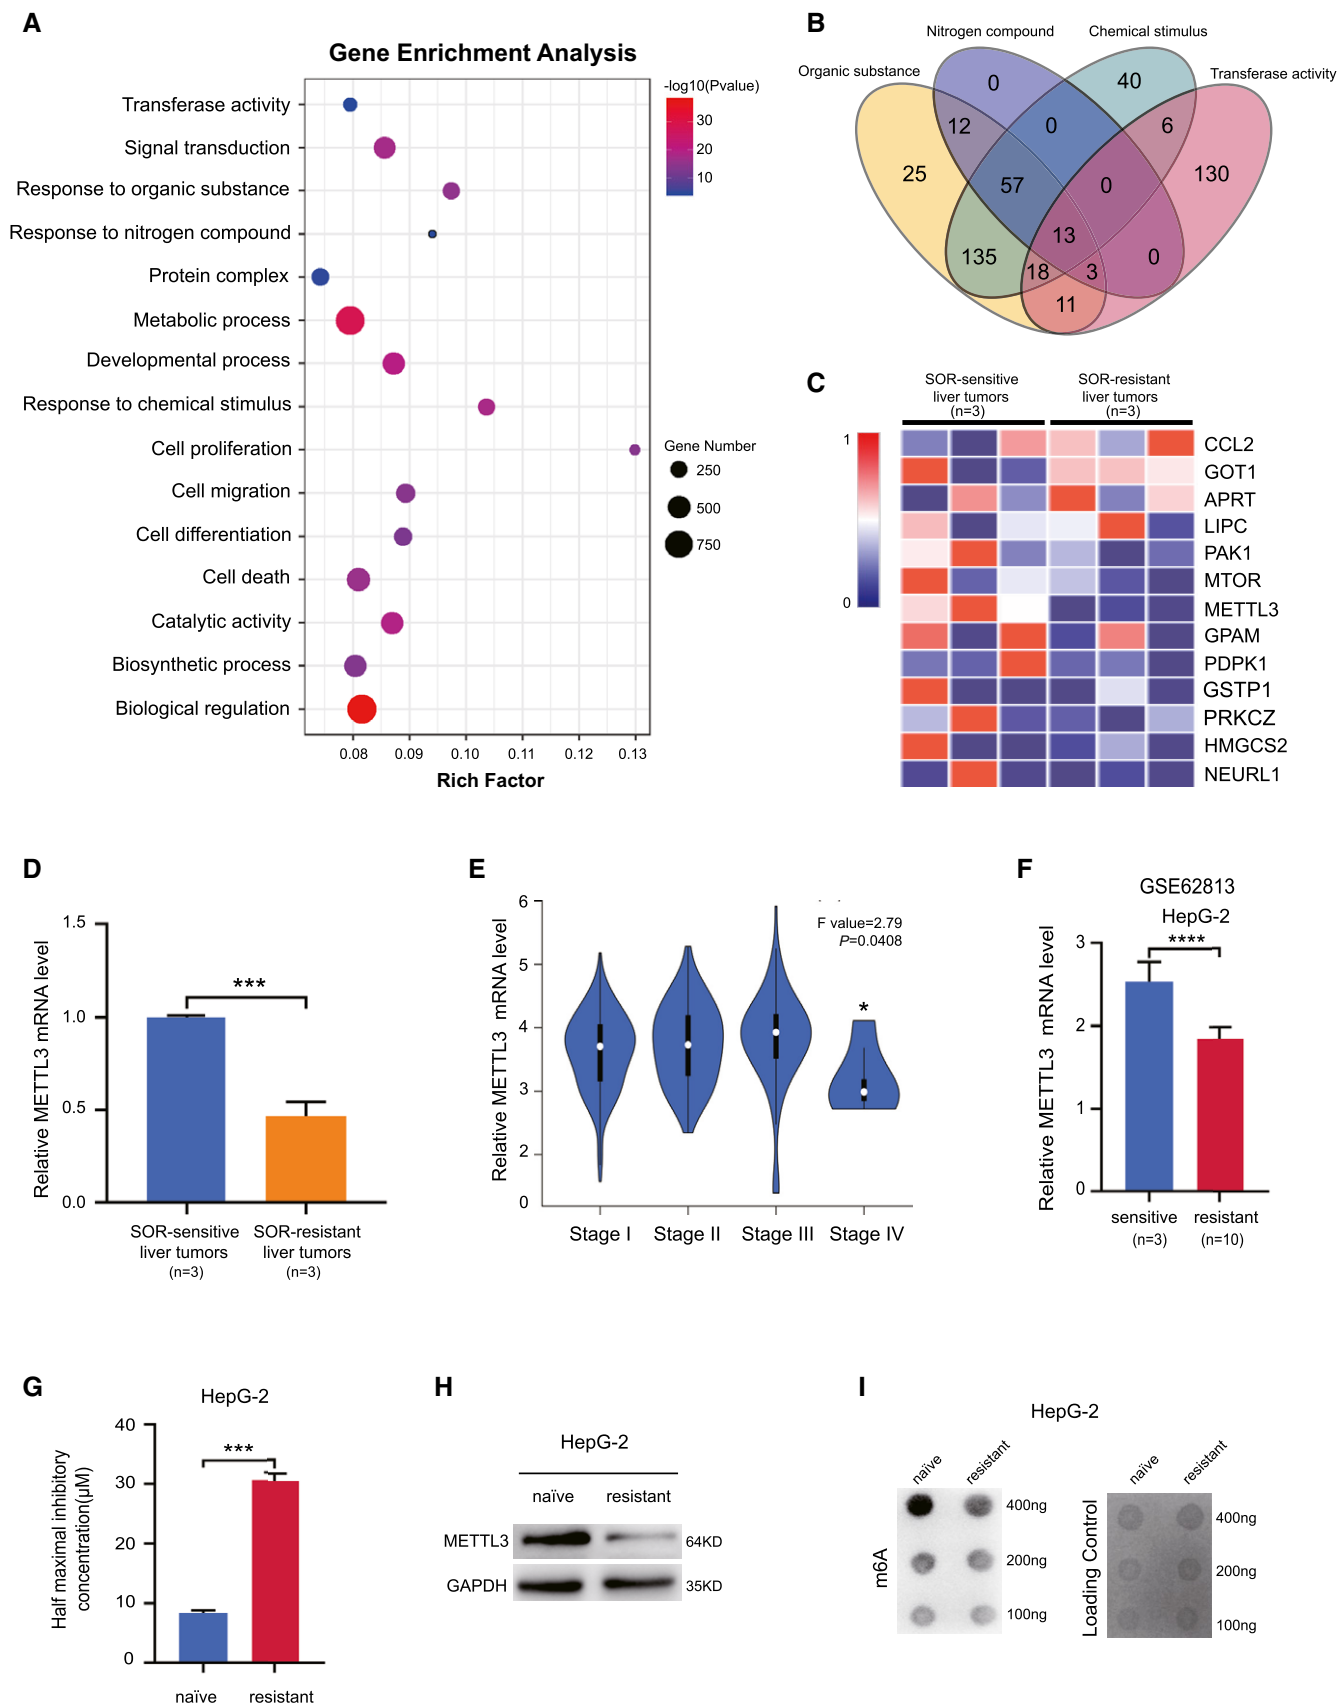 A
Gene Enrichment Analysis
Transferase activity
Signal transduction
Response to organic substance
Response to nitrogen compound
Protein complex
Metabolic process
Developmental process
Response to chemical stimulus
Cell proliferation
Cell migration
Cell differentiation
Cell death
Catalytic activity
Biosynthetic process
Biological regulation
0.08 0.09 0.10 0.11 0.12 0.13
Rich Factor
-log10(Pvalue)
30
20
10
Gene Number
250
500
750
B
Nitrogen compound
Chemical stimulus
Organic substance
Transferase activity
0
40
12
0
6
25
57
0
130
13
135
18
3
0
11
C
SOR-sensitive
liver tumors
(n=3)
SOR-resistant
liver tumors
(n=3)
1
0
CCL2
GOT1
APRT
LIPC
PAK1
MTOR
METTL3
GPAM
PDPK1
GSTP1
PRKCZ
HMGCS2
NEURL1
D
Relative METTL3 mRNA level
1.5
1.0
0.5
0.0
***
SOR-sensitive
liver tumors
(n=3)
SOR-resistant
liver tumors
(n=3)
E
Relative METTL3 mRNA level
6
5
4
3
2
0
F value=2.79
P=0.0408
*
Stage I Stage II Stage III Stage IV
F
GSE62813
HepG-2
Relative METTL3 mRNA level
3
2
1
0
****
sensitive
(n=3)
resistant
(n=10)
G
HepG-2
Half maximal inhibitory
concentration(μM)
40
30
20
10
0
***
naïve resistant
H
HepG-2
naïve resistant
METTL3 64KD
GAPDH 35KD
I
HepG-2
naïve
resistant
m6A
400ng
200ng
100ng
naïve
resistant
Loading Control
400ng
200ng
100ng